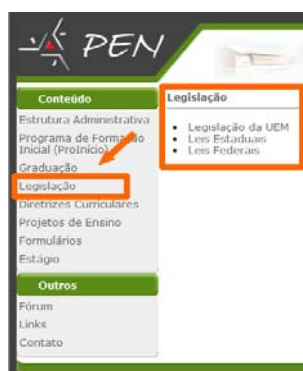 PEN
Conteúdo
Estrutura Administrativa
Programa de Formação
Inicial (ProInício)
Graduação
Legislação
Diretrizes Curriculares
Projetos de Ensino
Formulários
Estágio
Outros
Fórum
Links
Contato
Legislação
Legislação da UEM
Leis Estaduais
Leis Federais